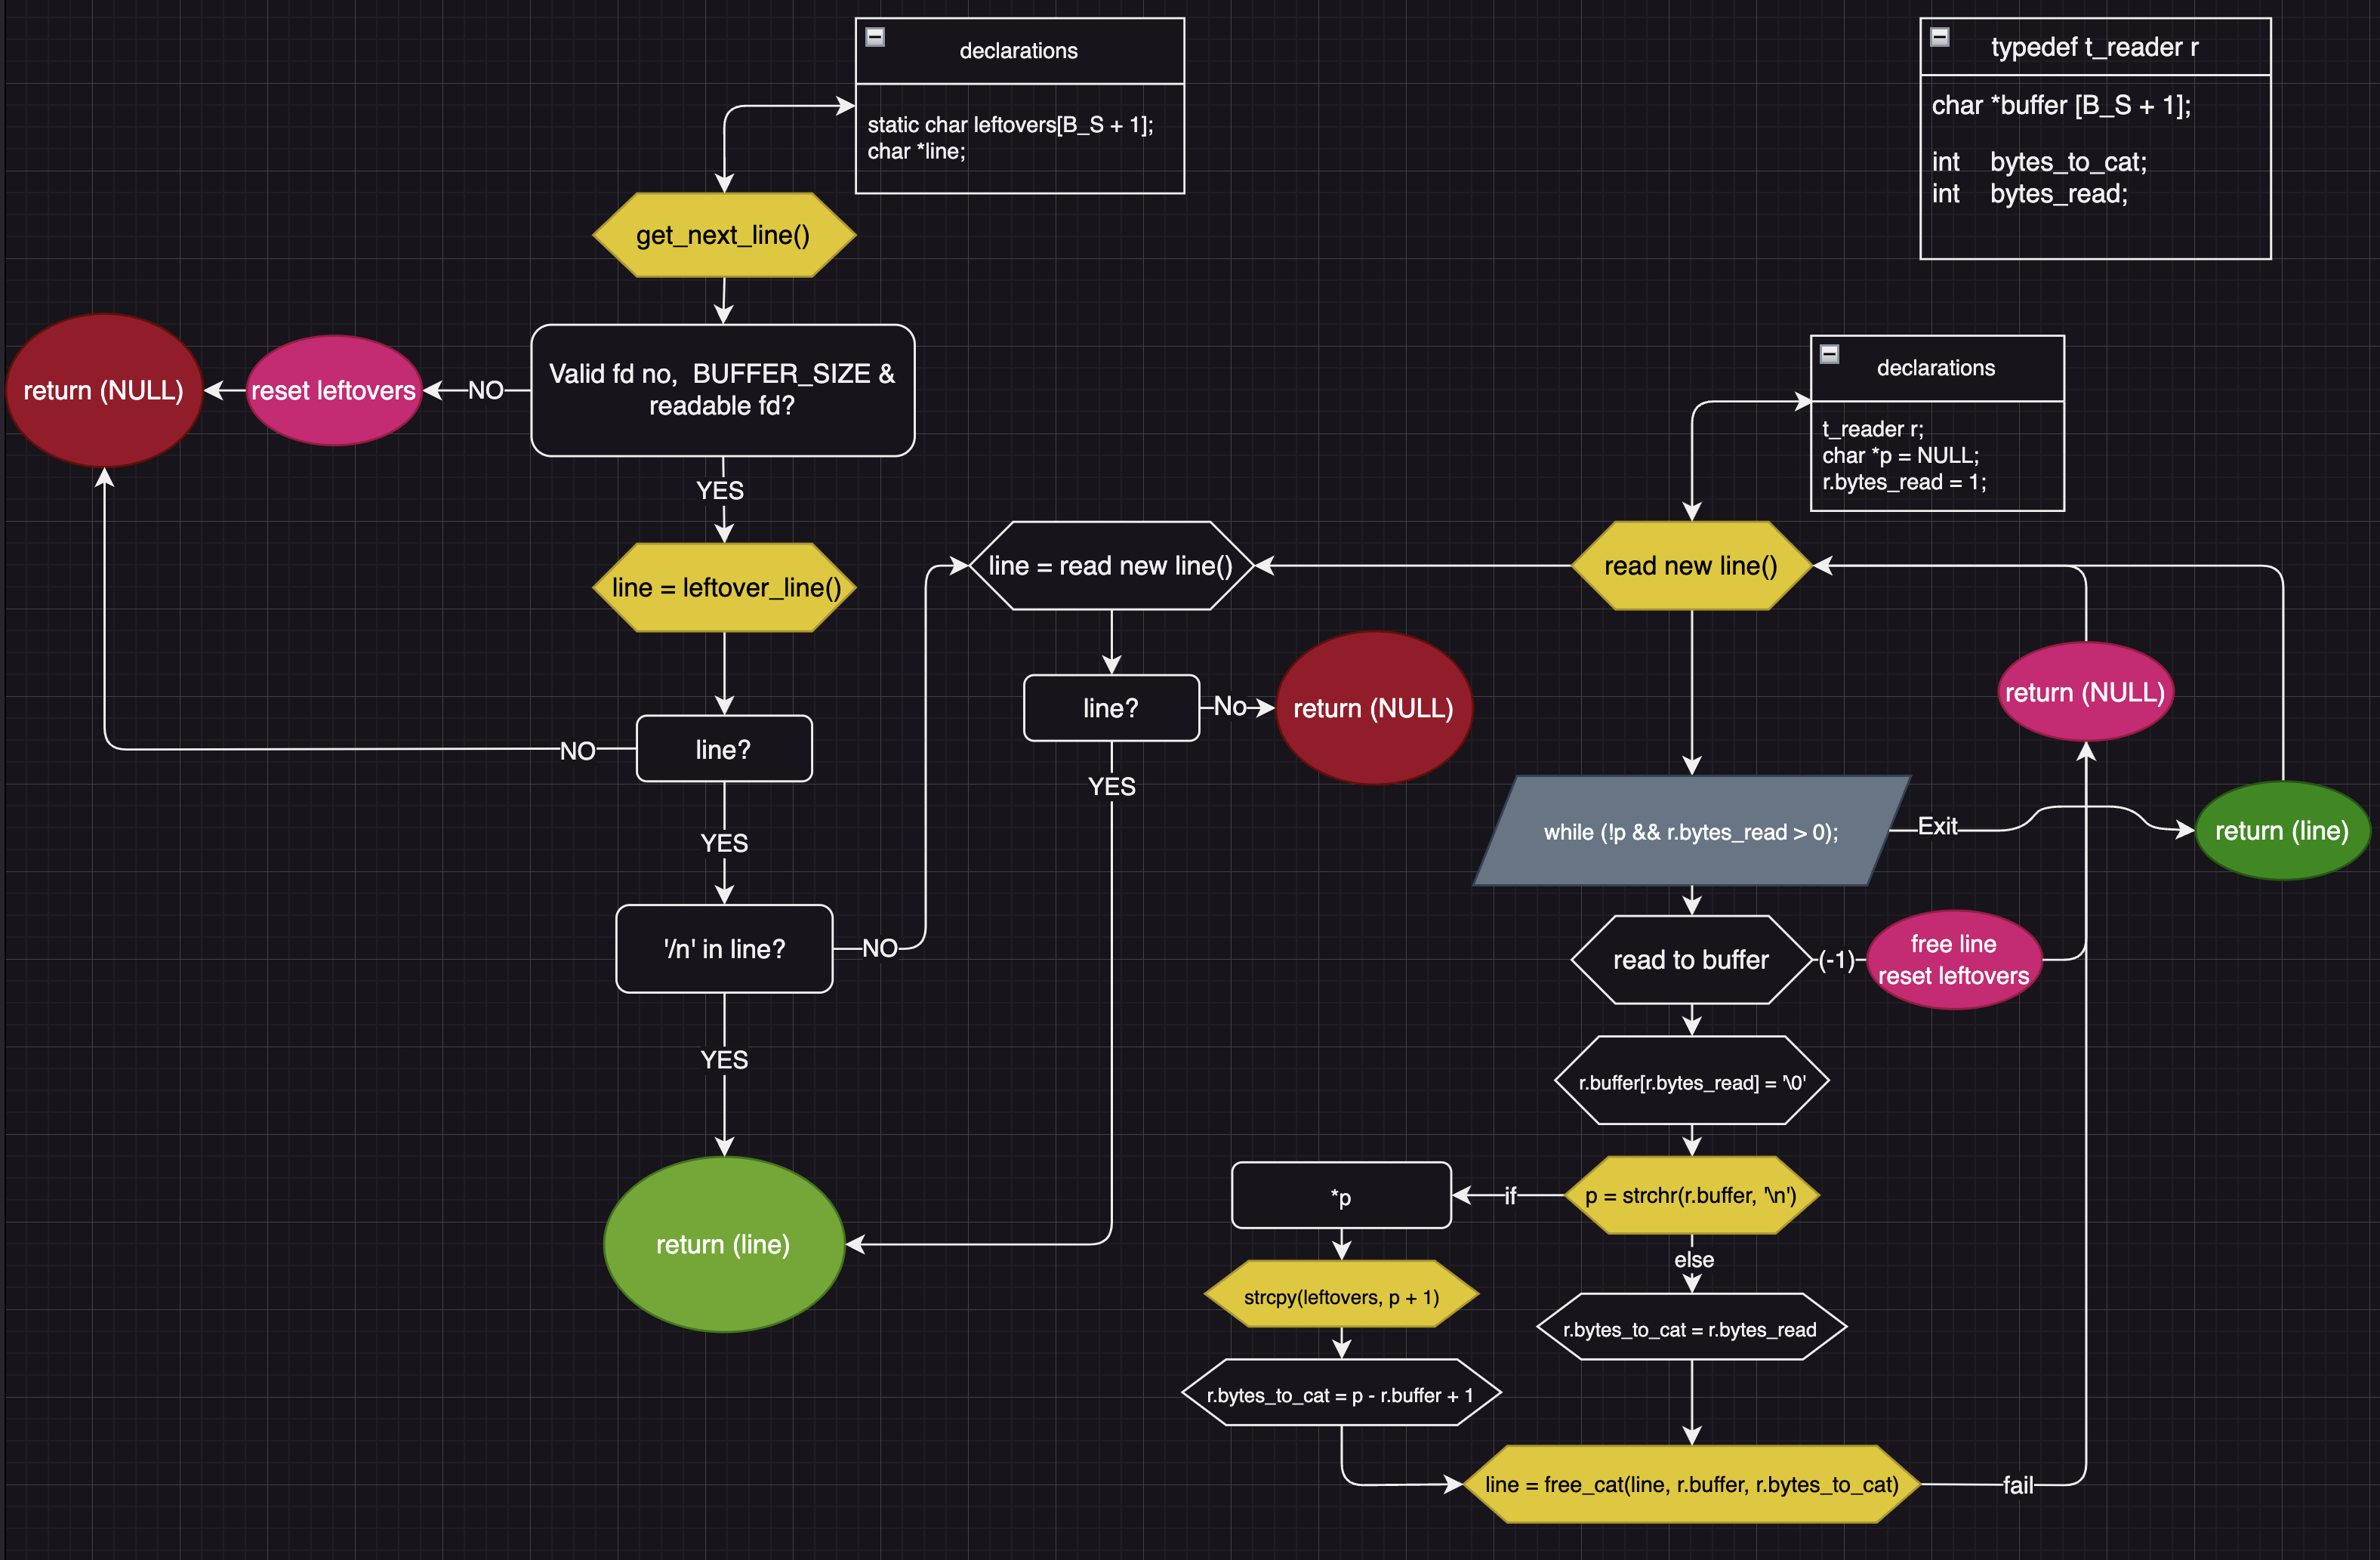 declarations
static char leftovers[B_S + 1];
char *line;
typedef t_reader r
char *buffer [B_S + 1];
int    bytes_to_cat;
int    bytes_read;
get_next_line()
Valid fd no,  BUFFER_SIZE &
readable fd?
NO
reset leftovers
return (NULL)
YES
line = leftover_line()
line?
NO
YES
'/n' in line?
NO
YES
return (line)
line = read new line()
line?
No
return (NULL)
YES
declarations
t_reader r;
char *p = NULL;
r.bytes_read = 1;
read new line()
return (NULL)
while (!p && r.bytes_read > 0);
Exit
return (line)
read to buffer
(-1)
free line
reset leftovers
r.buffer[r.bytes_read] = '\0'
p = strchr(r.buffer, '\n')
if
*p
strcpy(leftovers, p + 1)
r.bytes_to_cat = p - r.buffer + 1
else
r.bytes_to_cat = r.bytes_read
line = free_cat(line, r.buffer, r.bytes_to_cat)
fail